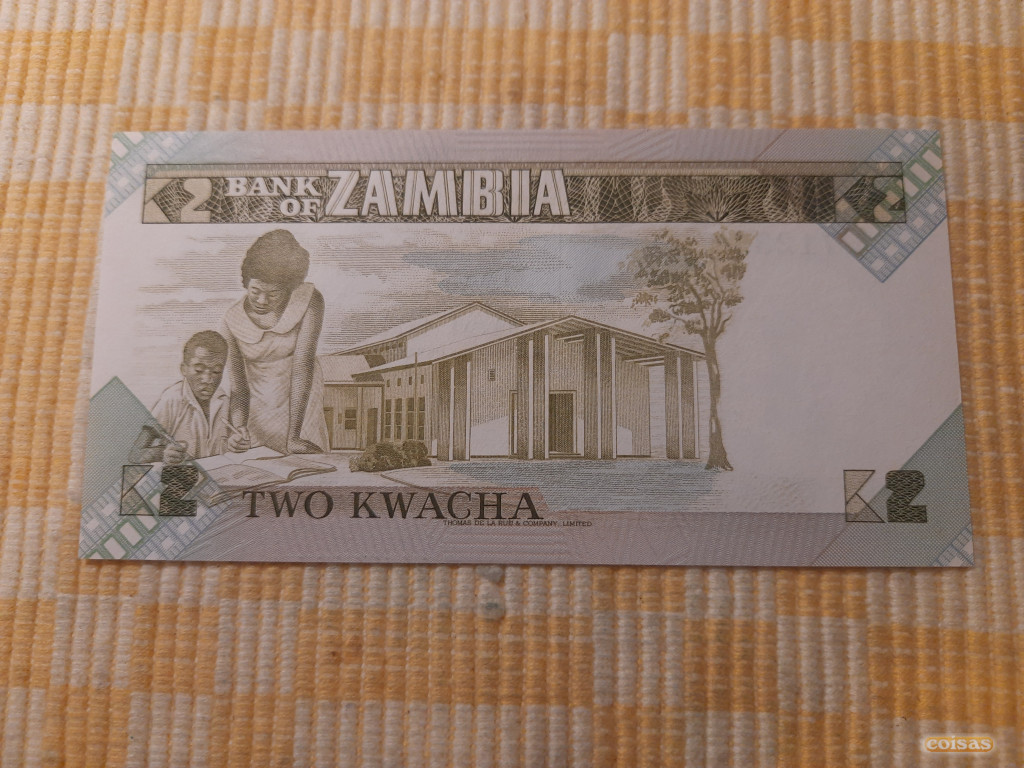 K2 BANK OF ZAMBIA K2
K2 TWO KWACHA K2
THOMAS DE LA RUE & COMPANY, LIMITED
coisas